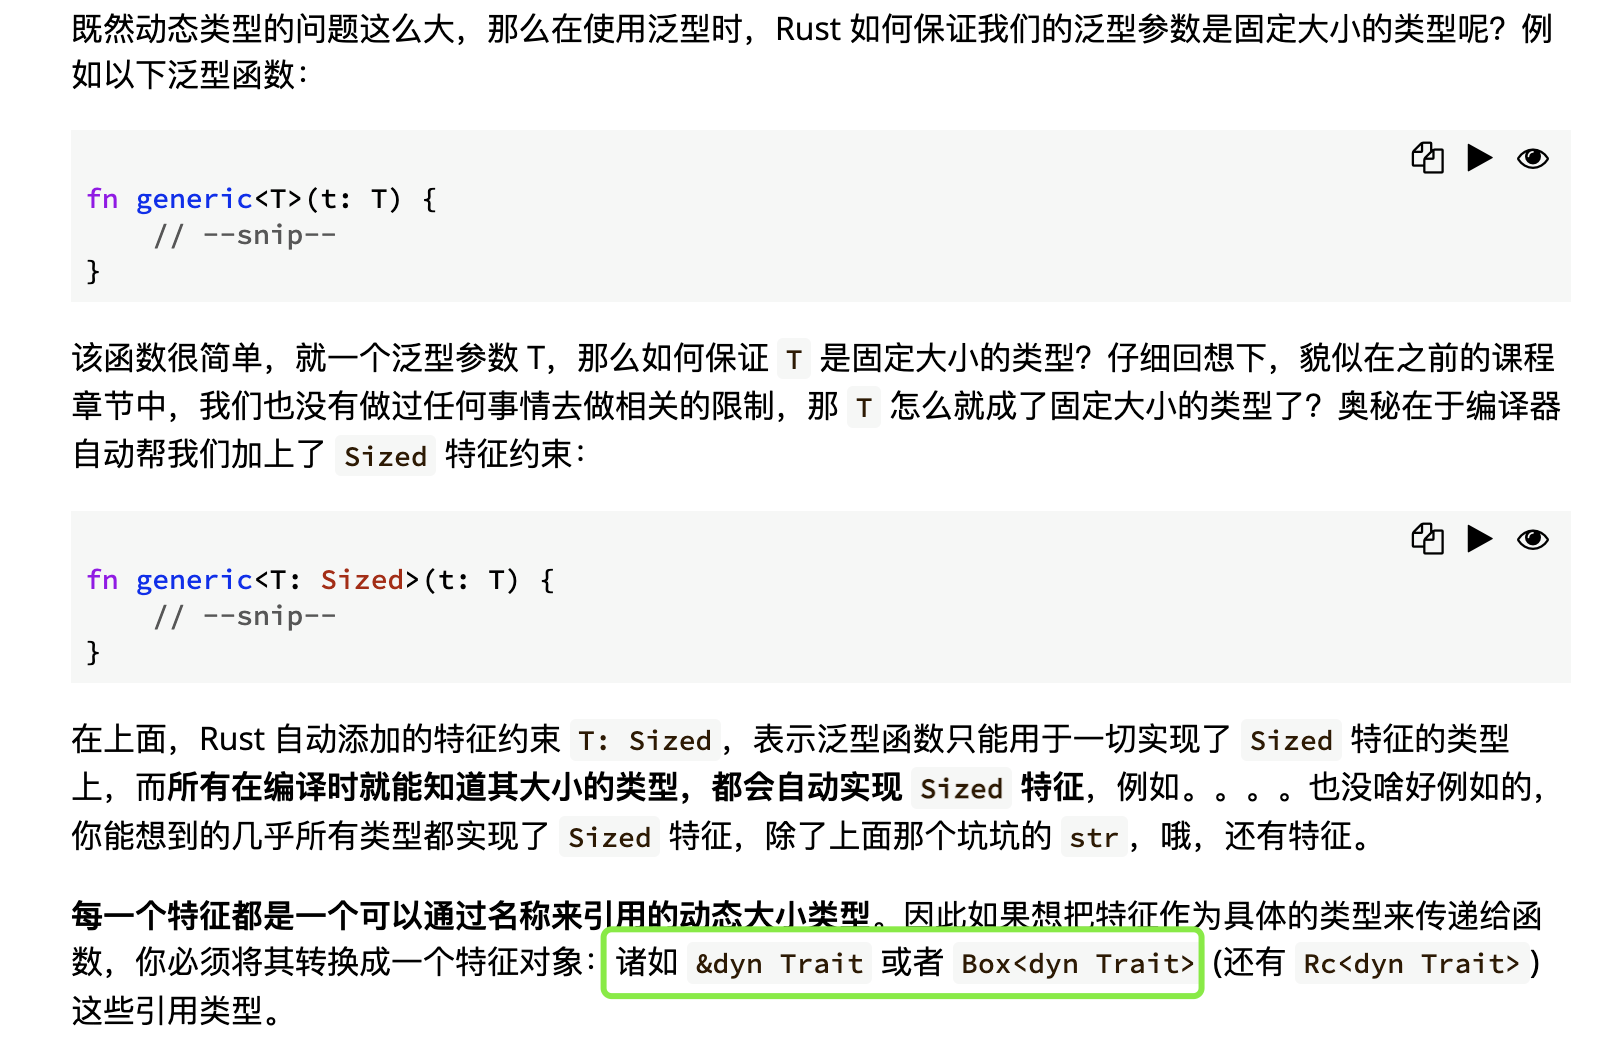 既然动态类型的问题这么大，那么在使用泛型时，Rust 如何保证我们的泛型参数是固定大小的类型呢？例
如以下泛型函数：
fn generic<T>(t: T) {
    // --snip--
}
该函数很简单，就一个泛型参数 T，那么如何保证 T 是固定大小的类型？仔细回想下，貌似在之前的课程
章节中，我们也没有做过任何事情去做相关的限制，那 T 怎么就成了固定大小的类型了？奥秘在于编译器
自动帮我们加上了 Sized 特征约束：
fn generic<T: Sized>(t: T) {
    // --snip--
}
在上面，Rust 自动添加的特征约束 T: Sized，表示泛型函数只能用于一切实现了 Sized 特征的类型
上，而所有在编译时就能知道其大小的类型，都会自动实现 Sized 特征，例如。。。。也没啥好例如的，
你能想到的几乎所有类型都实现了 Sized 特征，除了上面那个坑坑的 str，哦，还有特征。
每一个特征都是一个可以通过名称来引用的动态大小类型。因此如果想把特征作为具体的类型来传递给函
数，你必须将其转换成一个特征对象：诸如 &dyn Trait 或者 Box<dyn Trait> (还有 Rc<dyn Trait>)
这些引用类型。